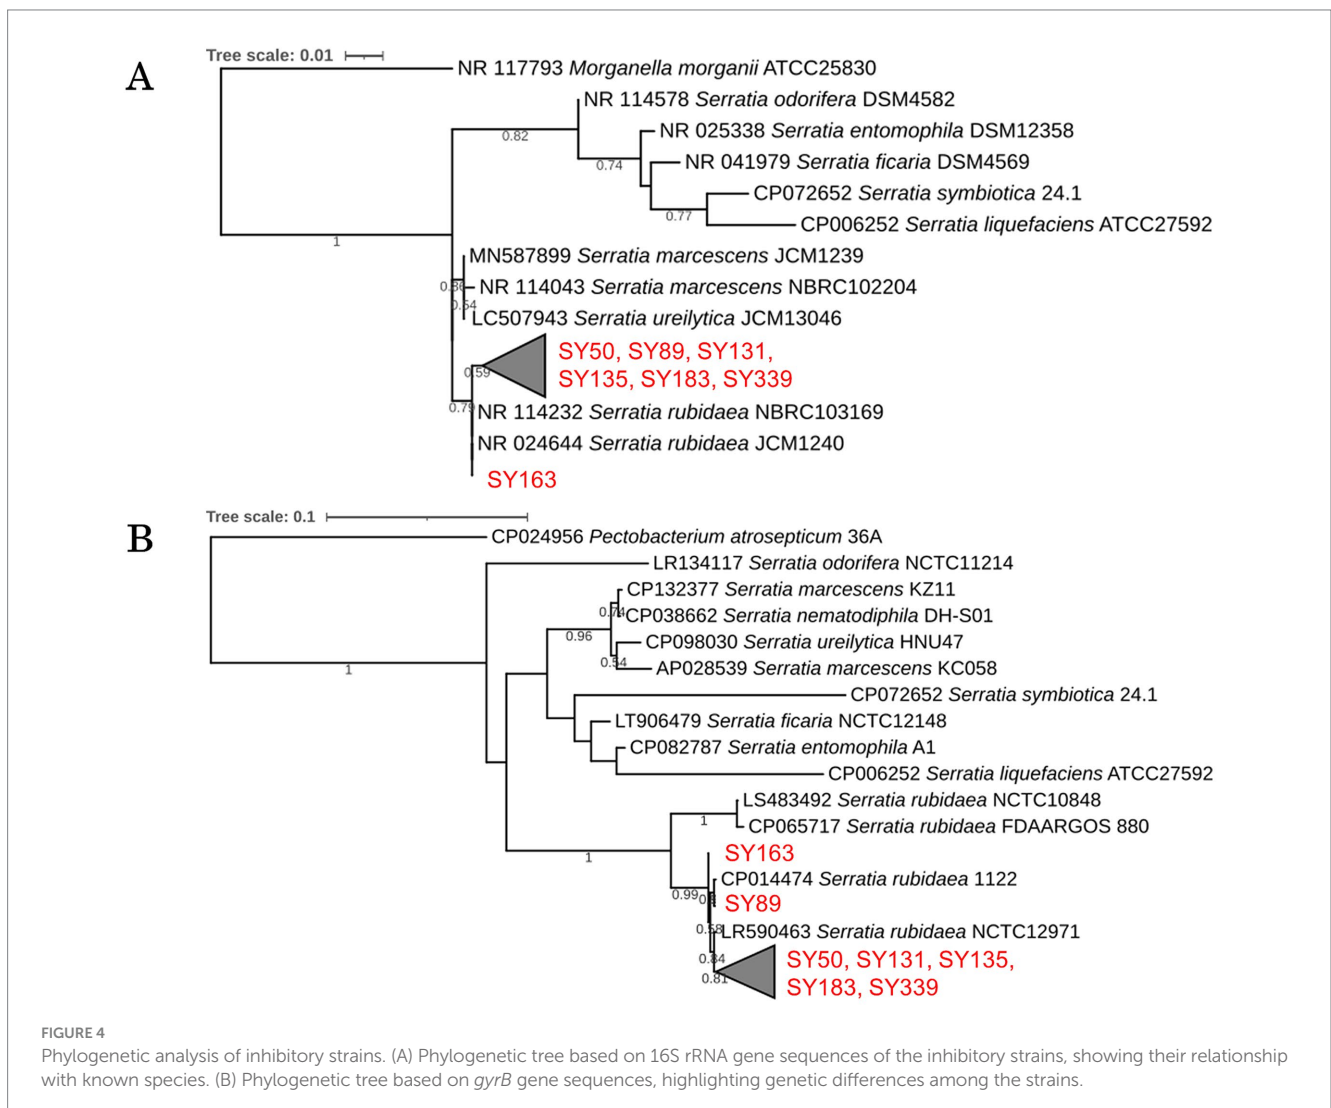 Tree scale: 0.01
A
NR 117793 Morganella morganii ATCC25830
NR 114578 Serratia odorifera DSM4582
0.82
NR 025338 Serratia entomophila DSM12358
0.74
NR 041979 Serratia ficaria DSM4569
CP072652 Serratia symbiotica 24.1
0.77
CP006252 Serratia liquefaciens ATCC27592
1
MN587899 Serratia marcescens JCM1239
NR 114043 Serratia marcescens NBRC102204
0.54
LC507943 Serratia ureilytica JCM13046
SY50, SY89, SY131,
0.59
SY135, SY183, SY339
0.79
NR 114232 Serratia rubidaea NBRC103169
NR 024644 Serratia rubidaea JCM1240
SY163
Tree scale: 0.1
B
CP024956 Pectobacterium atrosepticum 36A
LR134117 Serratia odorifera NCTC11214
CP132377 Serratia marcescens KZ11
0.74
CP038662 Serratia nematodiphila DH-S01
0.96
CP098030 Serratia ureilytica HNU47
0.54
AP028539 Serratia marcescens KC058
1
CP072652 Serratia symbiotica 24.1
LT906479 Serratia ficaria NCTC12148
CP082787 Serratia entomophila A1
CP006252 Serratia liquefaciens ATCC27592
LS483492 Serratia rubidaea NCTC10848
1
CP065717 Serratia rubidaea FDAARGOS 880
1
SY163
CP014474 Serratia rubidaea 1122
0.99
SY89
0.58
LR590463 Serratia rubidaea NCTC12971
0.84
SY50, SY131, SY135,
0.81
SY183, SY339
FIGURE 4
Phylogenetic analysis of inhibitory strains. (A) Phylogenetic tree based on 16S rRNA gene sequences of the inhibitory strains, showing their relationship
with known species. (B) Phylogenetic tree based on gyrB gene sequences, highlighting genetic differences among the strains.